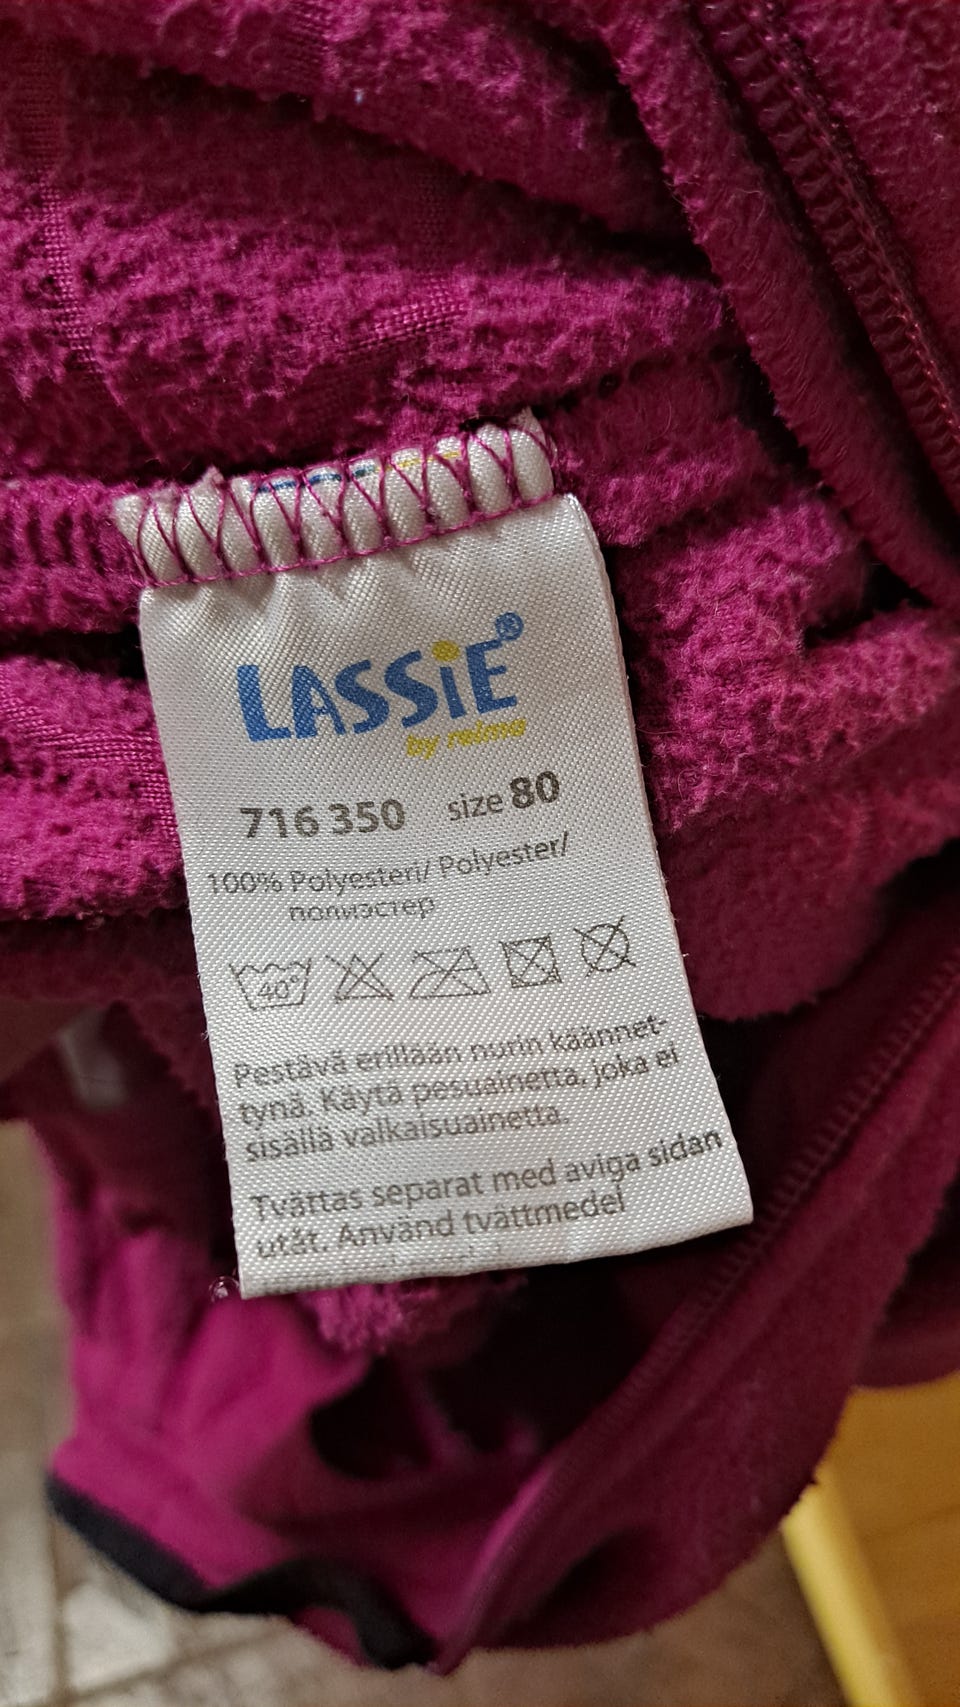 LASSiE®
by reima
716 350 size 80
100% Polyesteri/ Polyester/
полиэстер
40°
Pestävä erillään nurin käännet-
tynä. Käytä pesuainetta, joka ei
sisällä valkaisuainetta.
Tvättas separat med aviga sidan
utåt. Använd tvättmedel